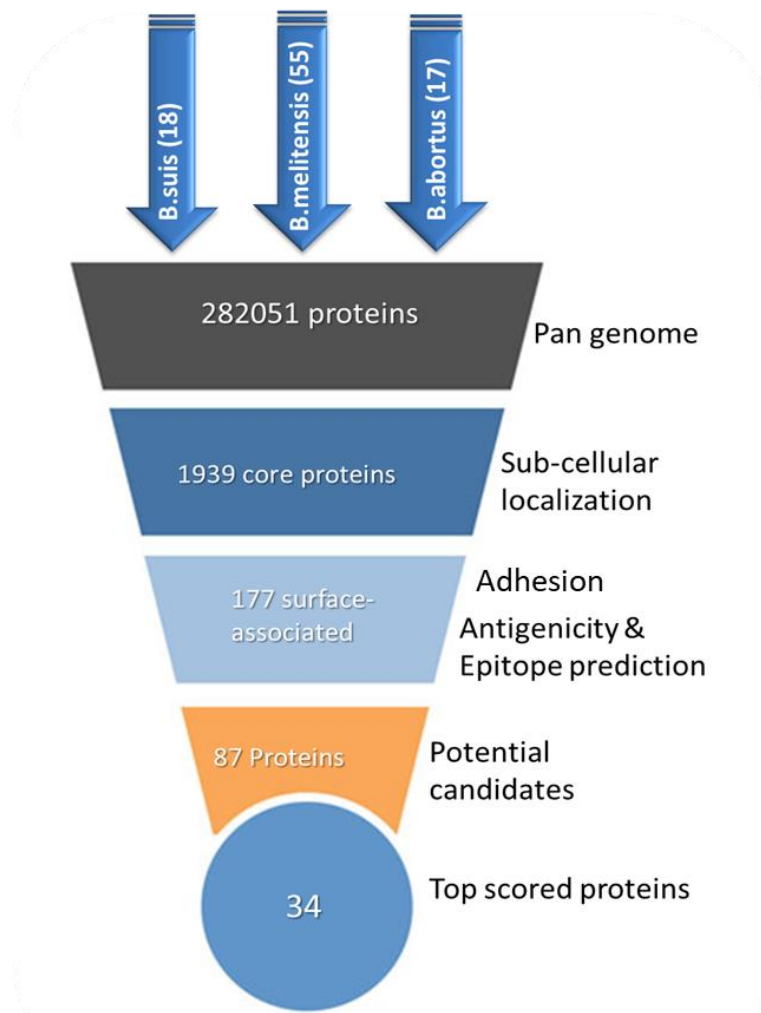 B.suis (18)
B.melitensis (55)
B.abortus (17)
282051 proteins
Pan genome
1939 core proteins
Sub-cellular
localization
177 surface-
associated
Adhesion
Antigenicity &
Epitope prediction
87 Proteins
Potential
candidates
34
Top scored proteins